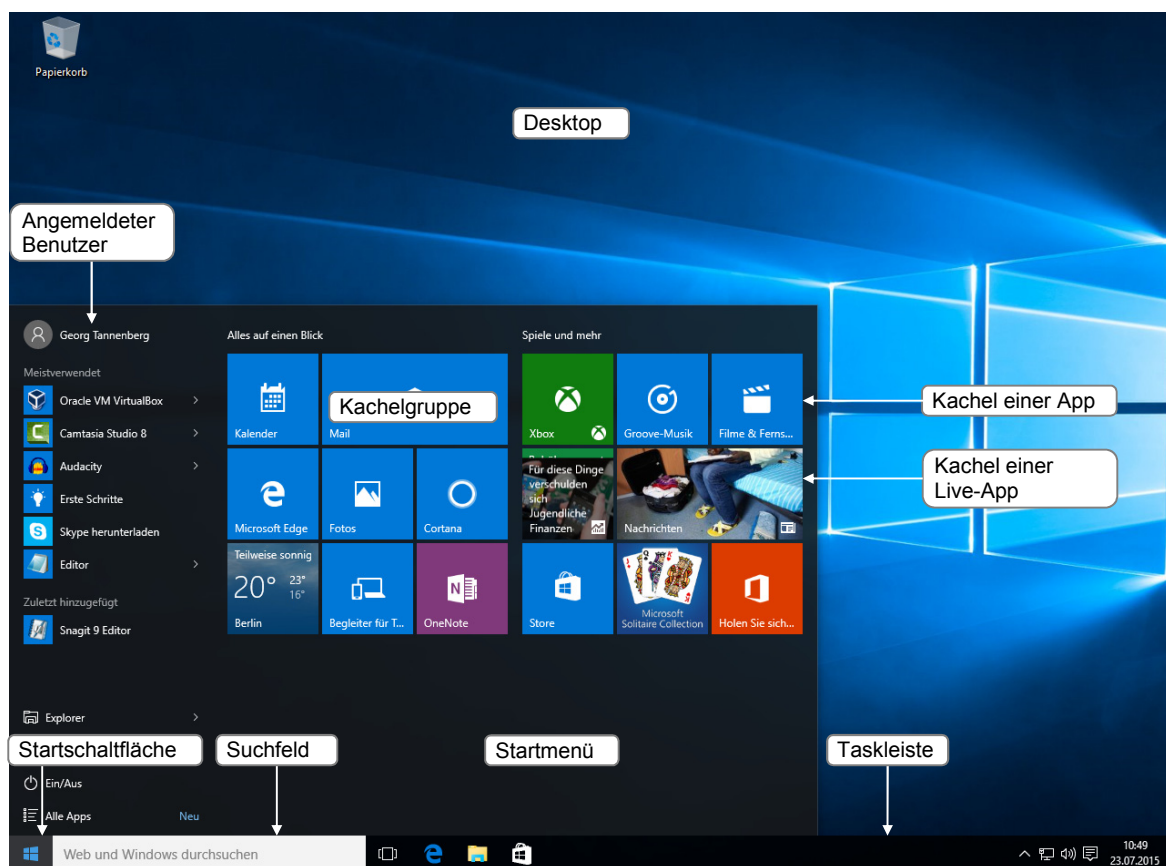 Papierkorb
Desktop
Angemeldeter
Benutzer
Georg Tannenberg
Alles auf einen Blick
Spiele und mehr
Meistverwendet
Oracle VM VirtualBox
Camtasia Studio 8
Audacity
Erste Schritte
Skype herunterladen
Editor
Zuletzt hinzugefügt
Snagit 9 Editor
Explorer
Kachelgruppe
Kalender
Mail
Xbox
Groove-Musik
Filme & Ferns...
Kachel einer App
Microsoft Edge
Fotos
Cortana
Für diese Dinge
verschulden
sich
Jugendliche
Finanzen
Nachrichten
Kachel einer
Live-App
Teilweise sonnig
20° 23°
16°
Berlin
Begleiter für T...
N
OneNote
Store
Microsoft
Solitaire Collection
Holen Sie sich...
Startschaltfläche
Suchfeld
Startmenü
Taskleiste
Ein/Aus
Alle Apps
Neu
Web und Windows durchsuchen
10:49
23.07.2015